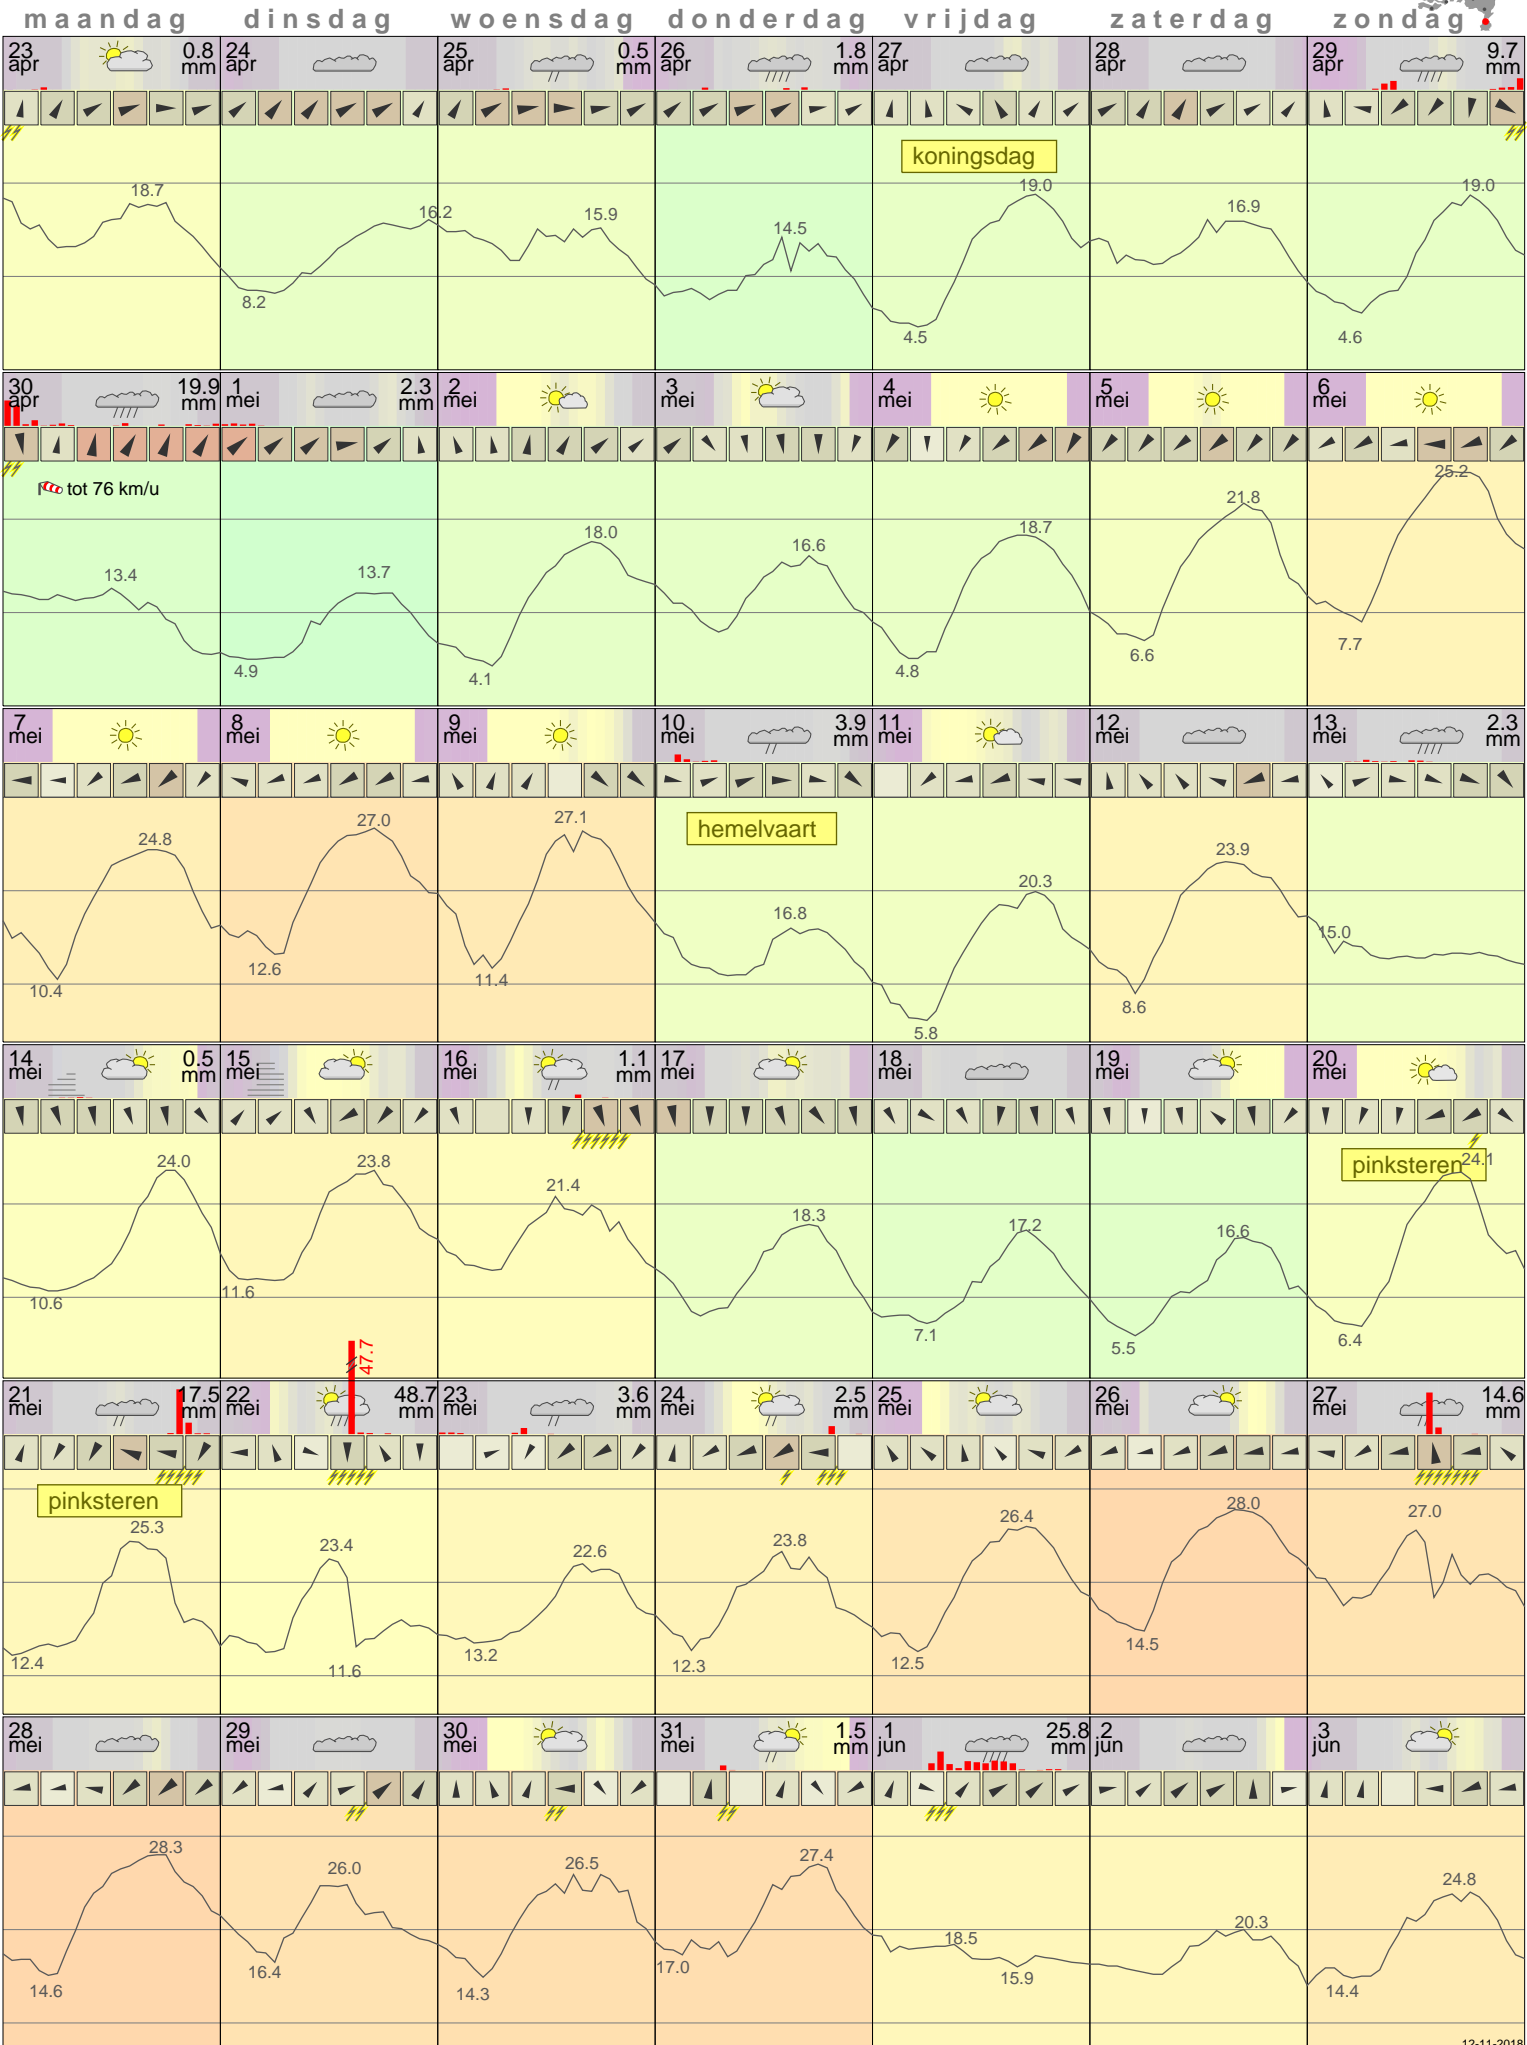 maandag dinsdag woensdag donderdag vrijdag zaterdag zondag
23 apr 0.8 mm 24 apr 25 apr 0.5 mm 26 apr 1.8 mm 27 apr 28 apr 29 apr 9.7 mm
koningsdag
18.7 8.2 16.2 15.9 14.5 4.5 19.0 16.9 4.6 19.0
30 apr 19.9 mm 1 mei 2.3 mm 2 mei 3 mei 4 mei 5 mei 6 mei
tot 76 km/u
13.4 4.9 13.7 4.1 18.0 16.6 4.8 18.7 6.6 21.8 7.7 25.2
7 mei 8 mei 9 mei 10 mei 3.9 mm 11 mei 12 mei 13 mei 2.3 mm
hemelvaart
10.4 24.8 12.6 27.0 11.4 27.1 16.8 5.8 20.3 8.6 23.9 15.0
14 mei 0.5 mm 15 mei 16 mei 1.1 mm 17 mei 18 mei 19 mei 20 mei
pinksteren
10.6 24.0 11.6 23.8 21.4 18.3 7.1 17.2 5.5 16.6 6.4 24.1
47.7
21 mei 17.5 mm 22 mei 48.7 mm 23 mei 3.6 mm 24 mei 2.5 mm 25 mei 26 mei 27 mei 14.6 mm
pinksteren
12.4 25.3 23.4 11.6 13.2 22.6 12.3 23.8 12.5 26.4 14.5 28.0 27.0
28 mei 29 mei 30 mei 31 mei 1.5 mm 1 jun 25.8 mm 2 jun 3 jun
14.6 28.3 16.4 26.0 14.3 26.5 17.0 27.4 18.5 15.9 20.3 14.4 24.8
12-11-2018